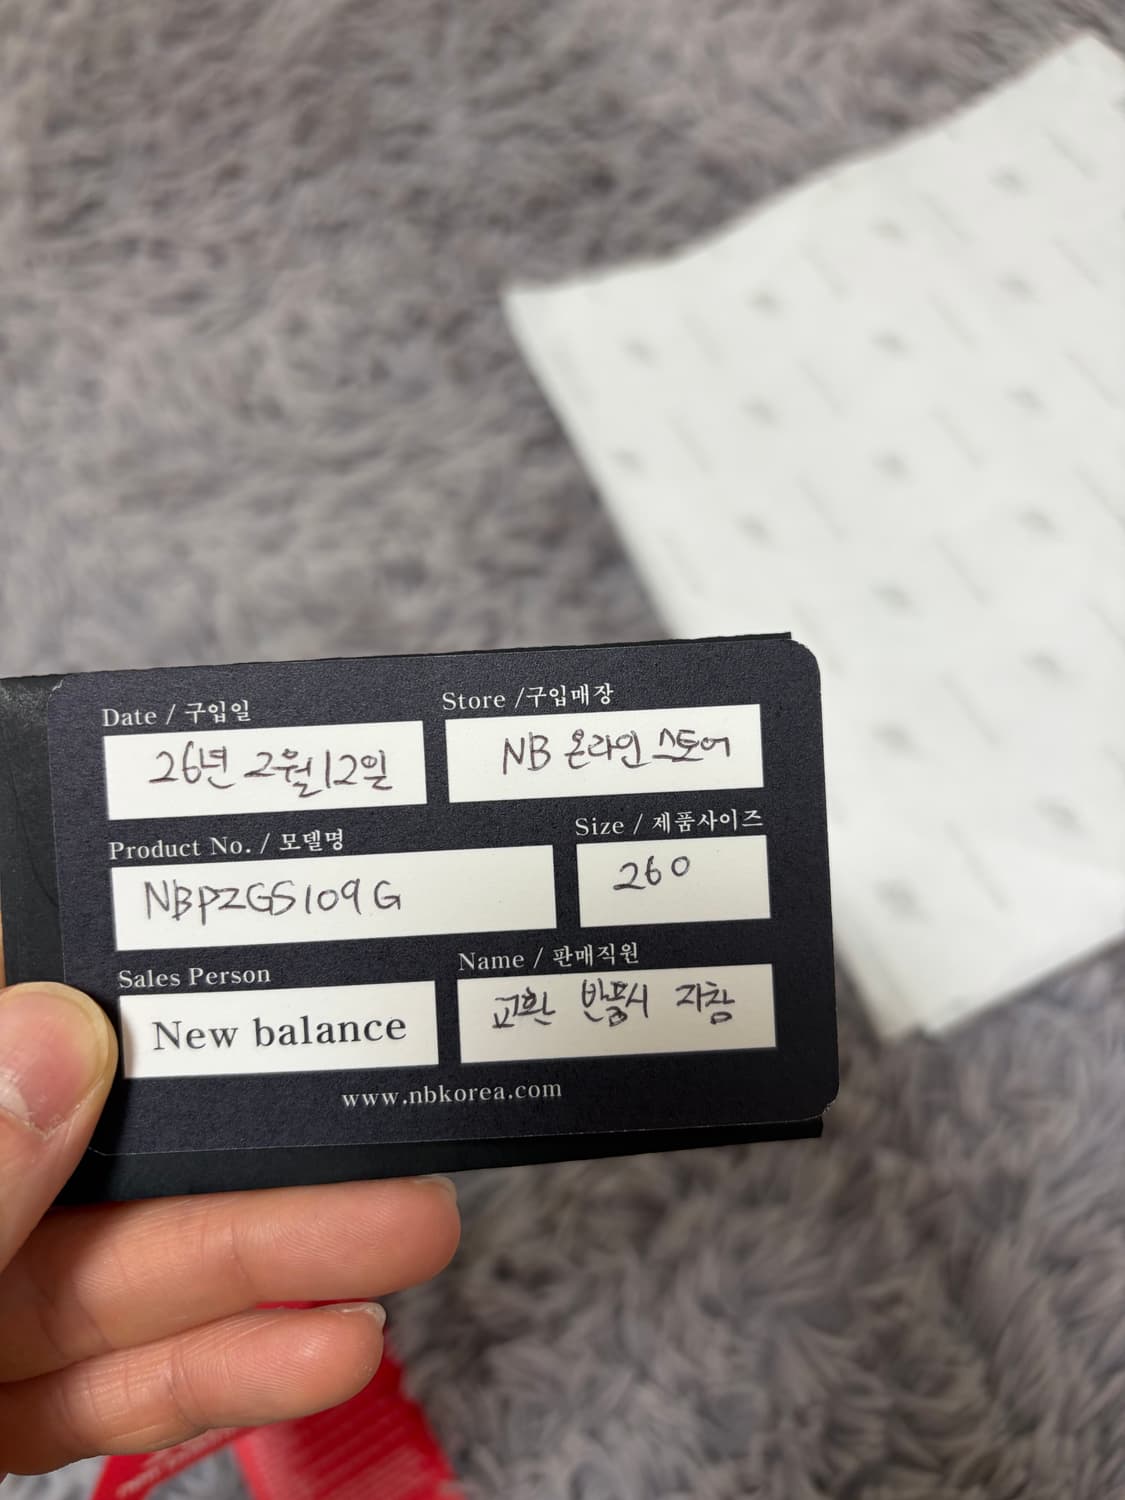 Date / 구입일
26년 2월 12일
Store /구입매장
NB 온라인 스토어
Product No. / 모델명
NBPZGS109G
Size / 제품사이즈
260
Sales Person
New balance
Name / 판매직원
교환 반품시 지참
www.nbkorea.com